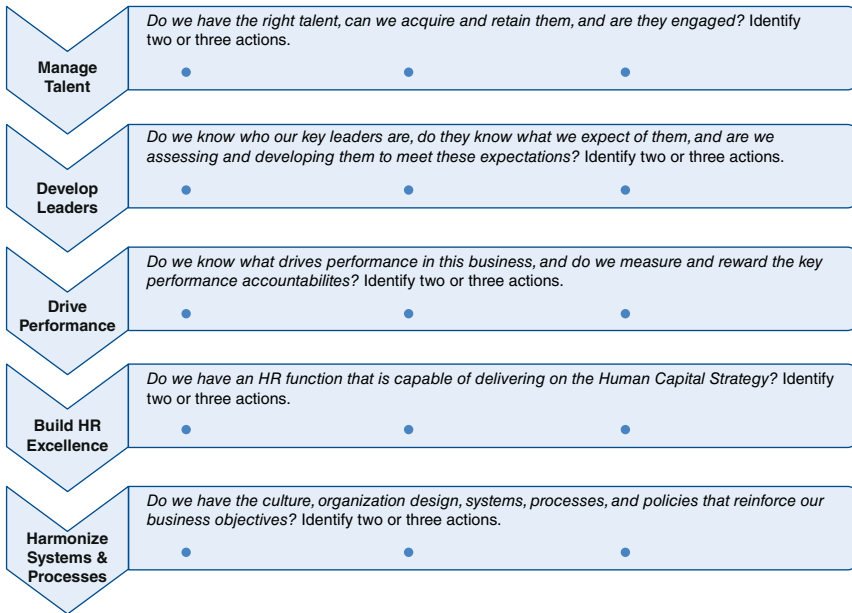 Do we have the right talent, can we acquire and retain them, and are they engaged? Identify
two or three actions.
Manage
Talent
• • •
Do we know who our key leaders are, do they know what we expect of them, and are we
assessing and developing them to meet these expectations? Identify two or three actions.
Develop
Leaders
• • •
Do we know what drives performance in this business, and do we measure and reward the key
performance accountabilites? Identify two or three actions.
Drive
Performance
• • •
Do we have an HR function that is capable of delivering on the Human Capital Strategy? Identify
two or three actions.
Build HR
Excellence
• • •
Do we have the culture, organization design, systems, processes, and policies that reinforce our
business objectives? Identify two or three actions.
Harmonize
Systems &
Processes
• • •